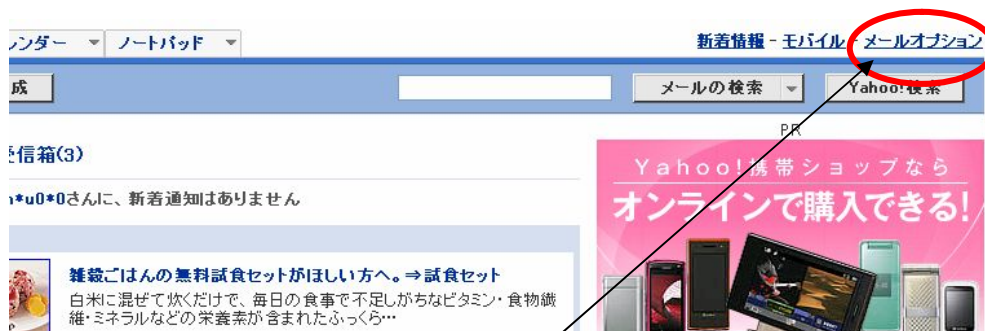 ンダー ノートパッド 新着情報 - モバイル - メールオプション
成 メールの検索 Yahoo!検索
PR
受信箱(3)
Yahoo!携帯ショップなら
オンラインで購入できる!
*u0*0さんに、新着通知はありません
雑穀ごはんの無料試食セットがほしい方へ。⇒試食セット
白米に混ぜて炊くだけで、毎日の食事で不足しがちなビタミン・食物繊
維・ミネラルなどの栄養素が含まれたふっくら…